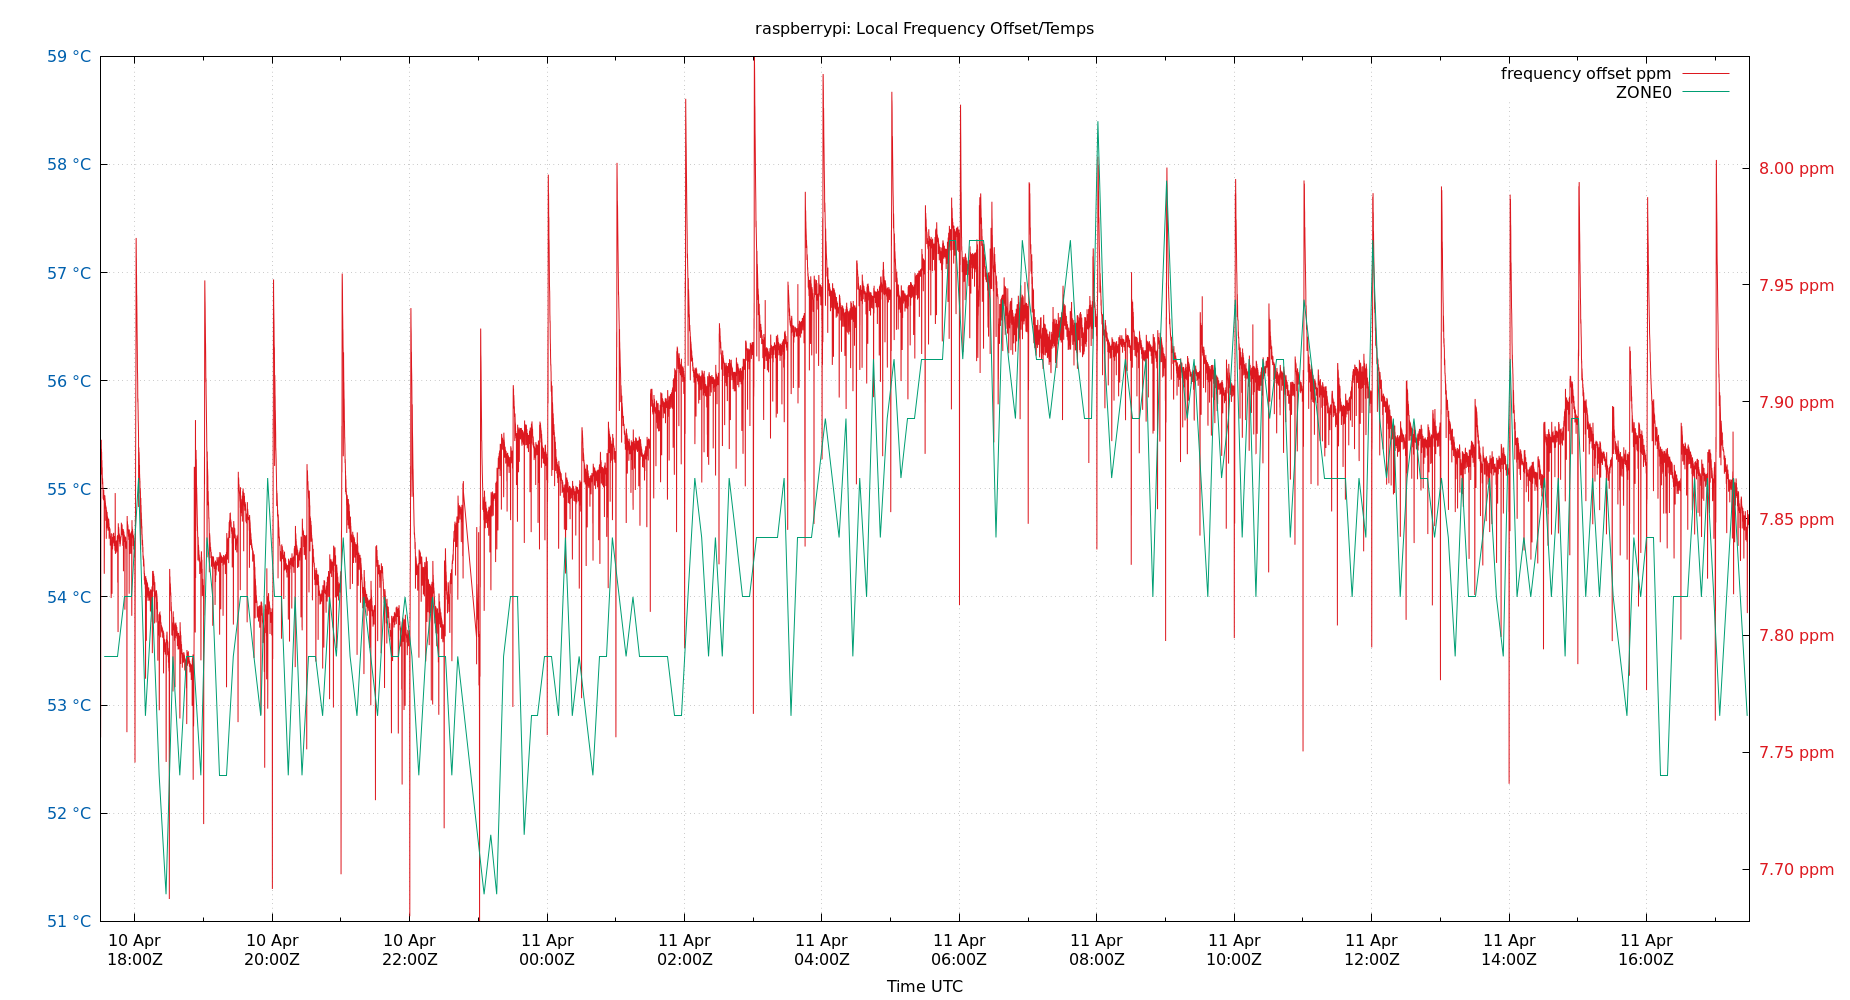 raspberrypi: Local Frequency Offset/Temps
frequency offset ppm
ZONE0
59 °C
58 °C
57 °C
56 °C
55 °C
54 °C
53 °C
52 °C
51 °C
8.00 ppm
7.95 ppm
7.90 ppm
7.85 ppm
7.80 ppm
7.75 ppm
7.70 ppm
10 Apr 10 Apr 10 Apr 11 Apr 11 Apr 11 Apr 11 Apr 11 Apr 11 Apr 11 Apr 11 Apr 11 Apr
18:00Z 20:00Z 22:00Z 00:00Z 02:00Z 04:00Z 06:00Z 08:00Z 10:00Z 12:00Z 14:00Z 16:00Z
Time UTC